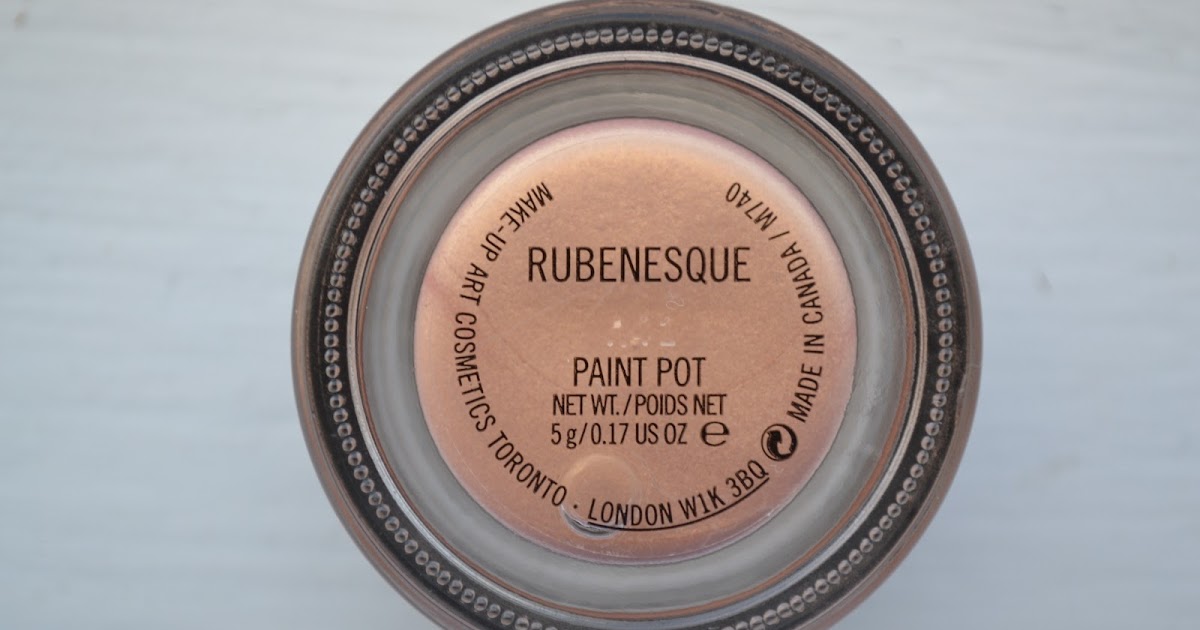 RUBENESQUE
PAINT POT
NET WT. / POIDS NET
5 g/0.17 US OZ ℮
MAKE-UP ART COSMETICS TORONTO · LONDON W1K 3BQ
MADE IN CANADA / M740